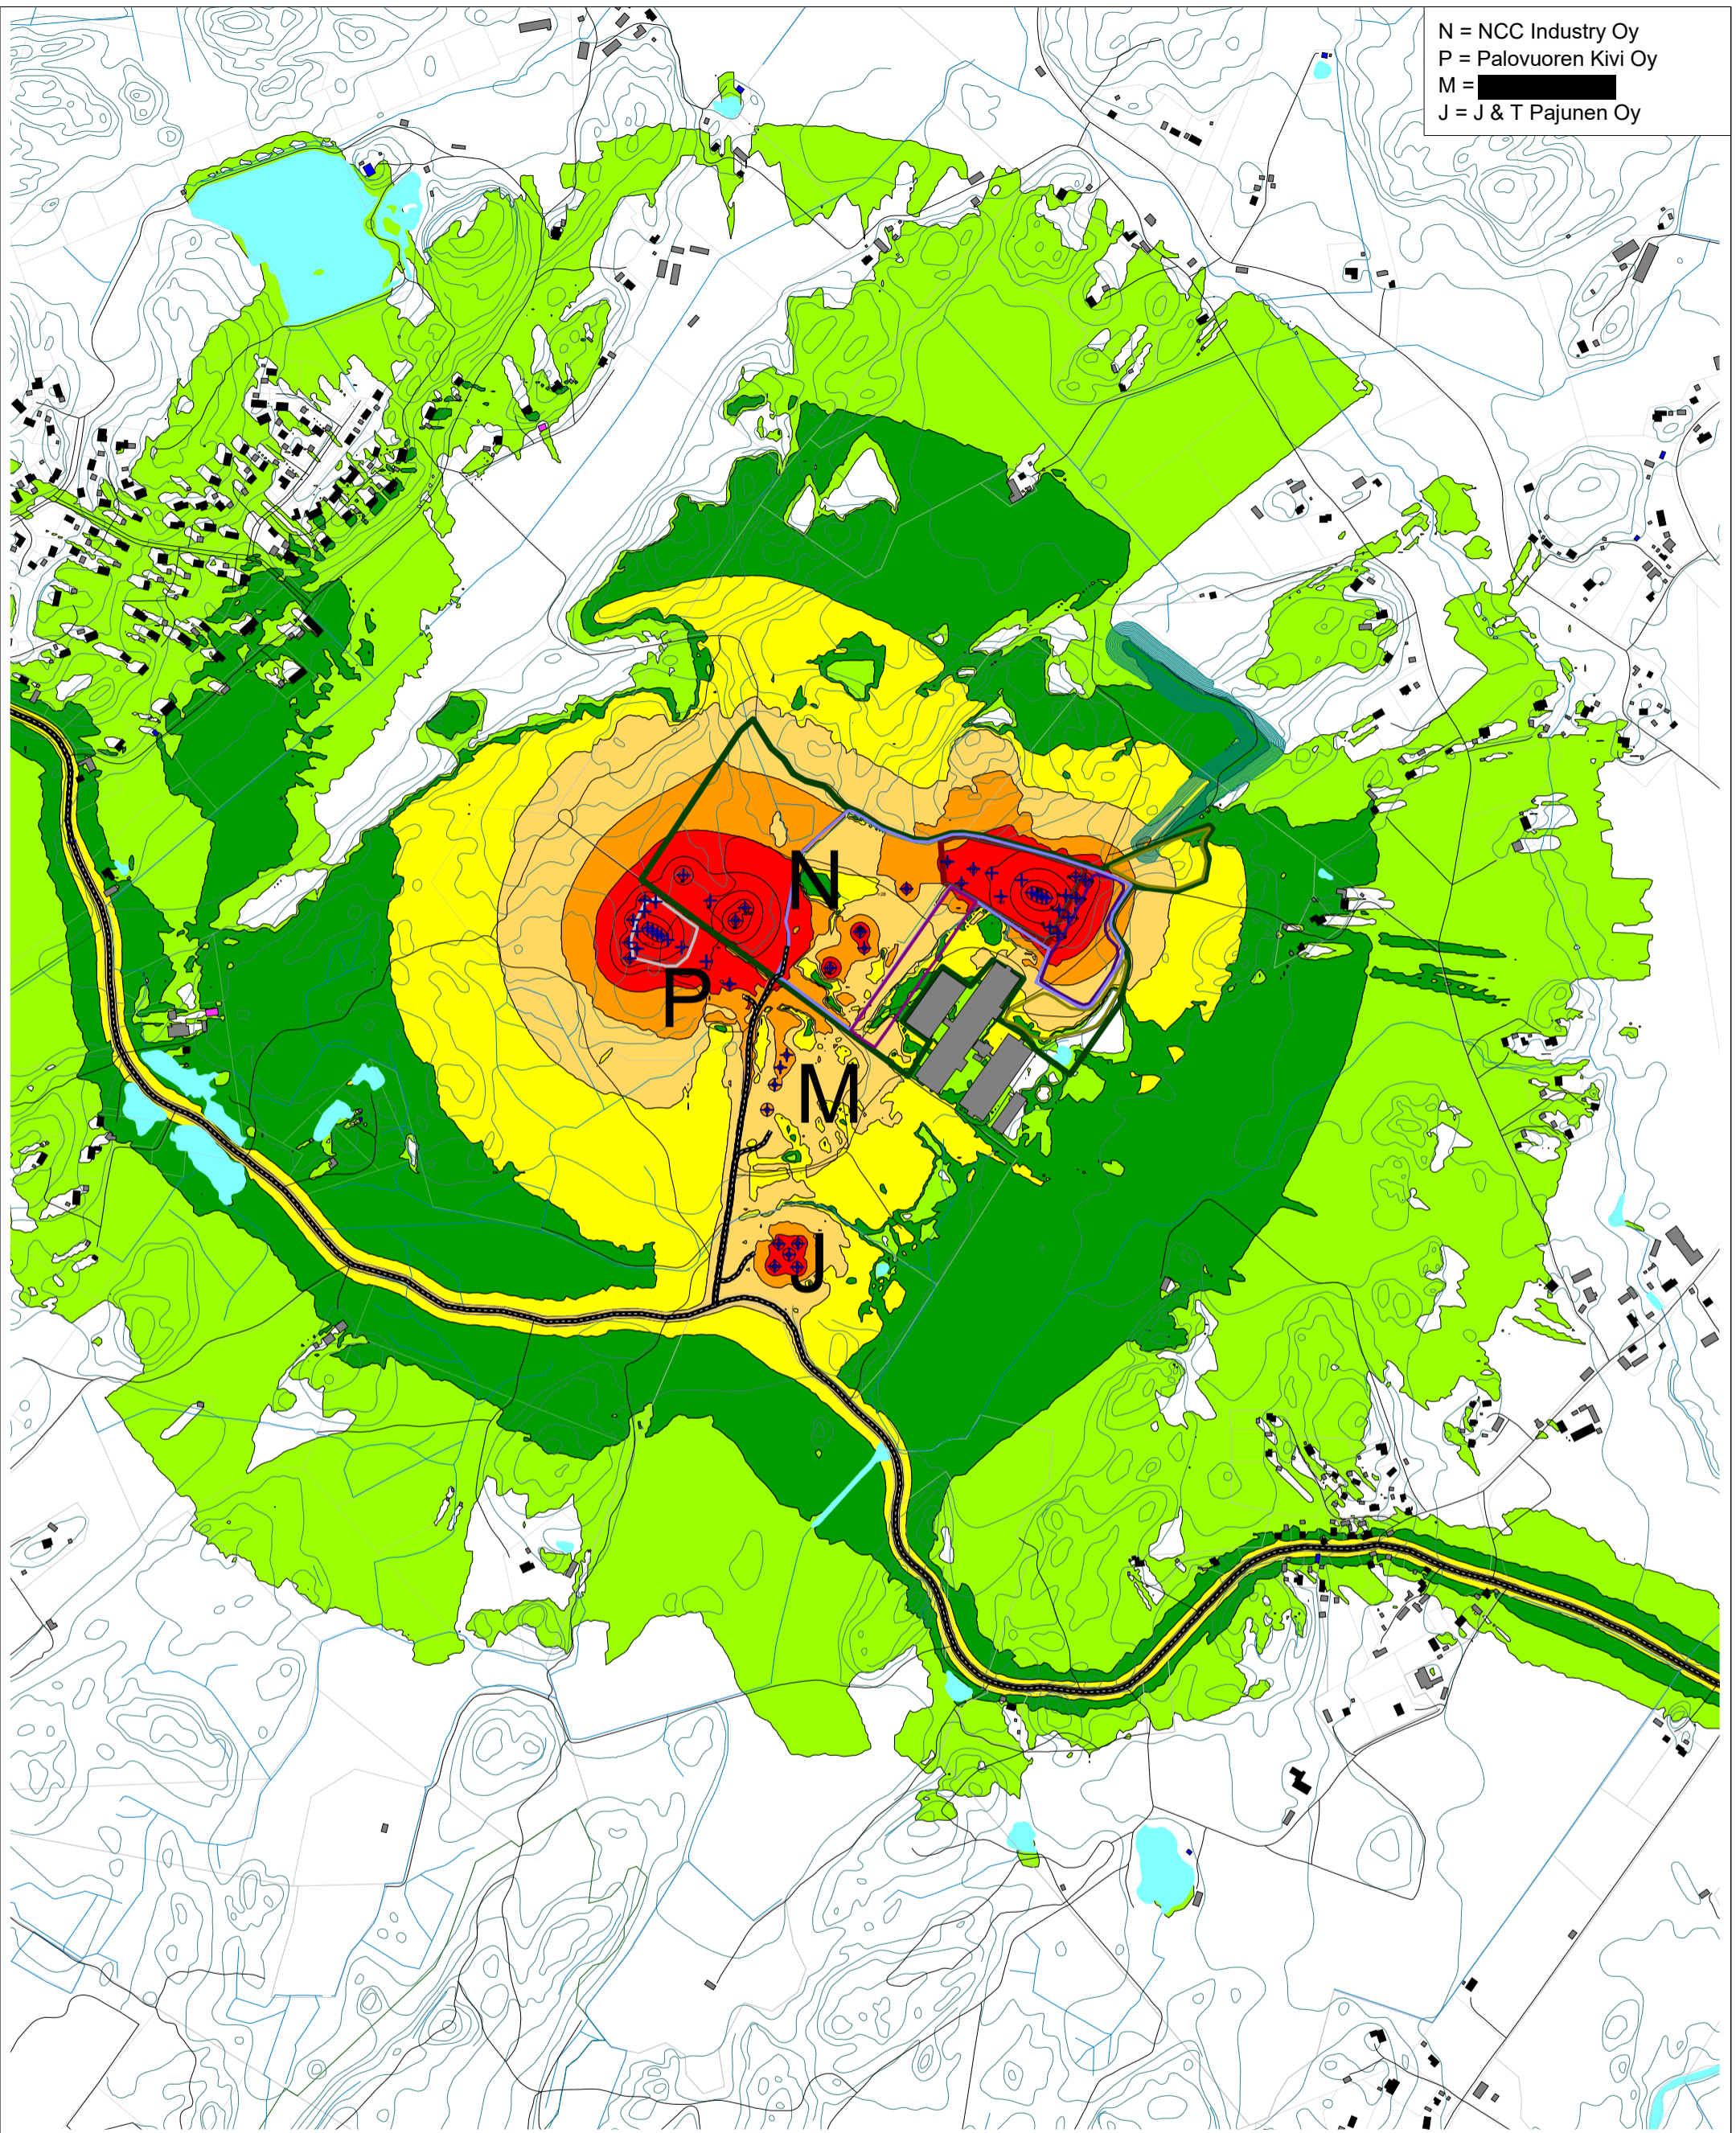 N = NCC Industry Oy
P = Palovuoren Kivi Oy
M =
J = J & T Pajunen Oy
N
P
M
J